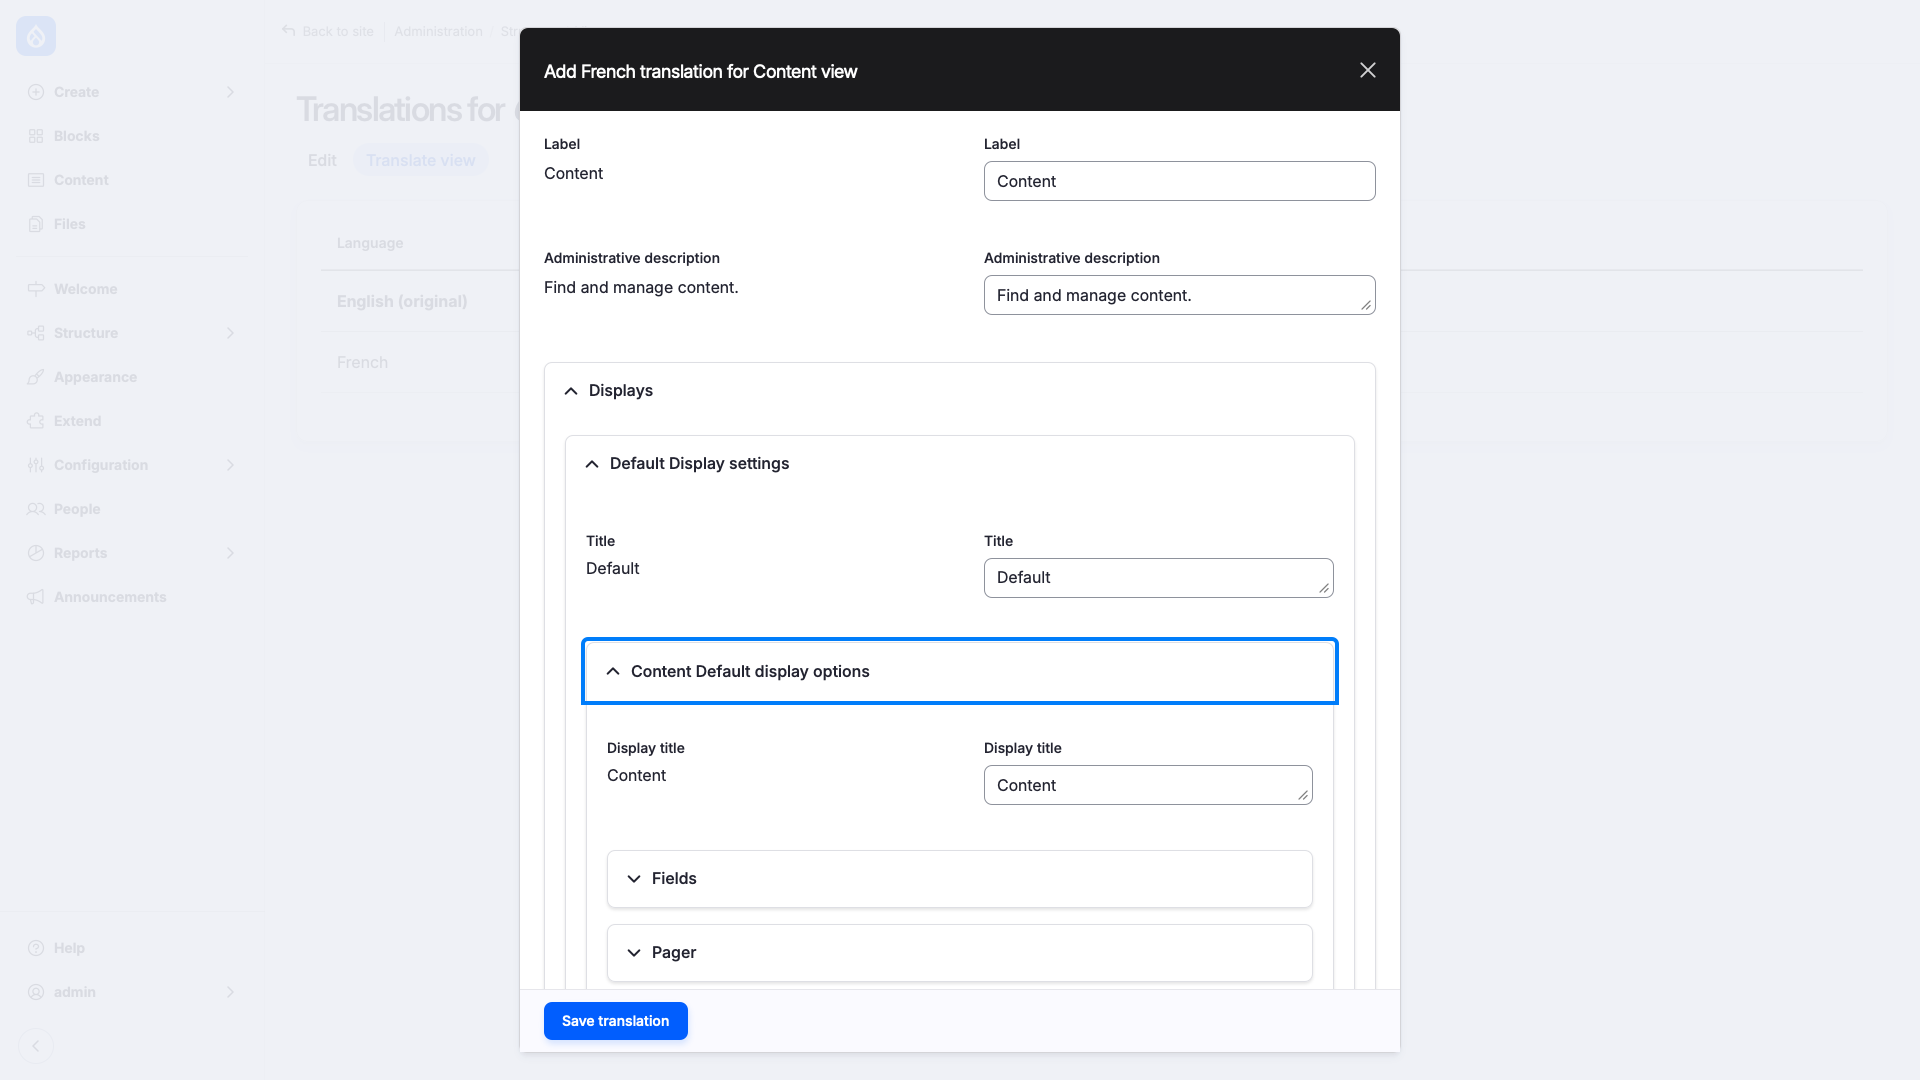 Back to site
Administration
Str
Create
Blocks
Content
Files
Welcome
Structure
Appearance
Extend
Configuration
People
Reports
Announcements
Help
admin
Translations for
Edit
Translate view
Language
English (original)
French
Add French translation for Content view
Label
Content
Label
Content
Administrative description
Find and manage content.
Administrative description
Find and manage content.
Displays
Default Display settings
Title
Default
Title
Default
Content Default display options
Display title
Content
Display title
Content
Fields
Pager
Save translation